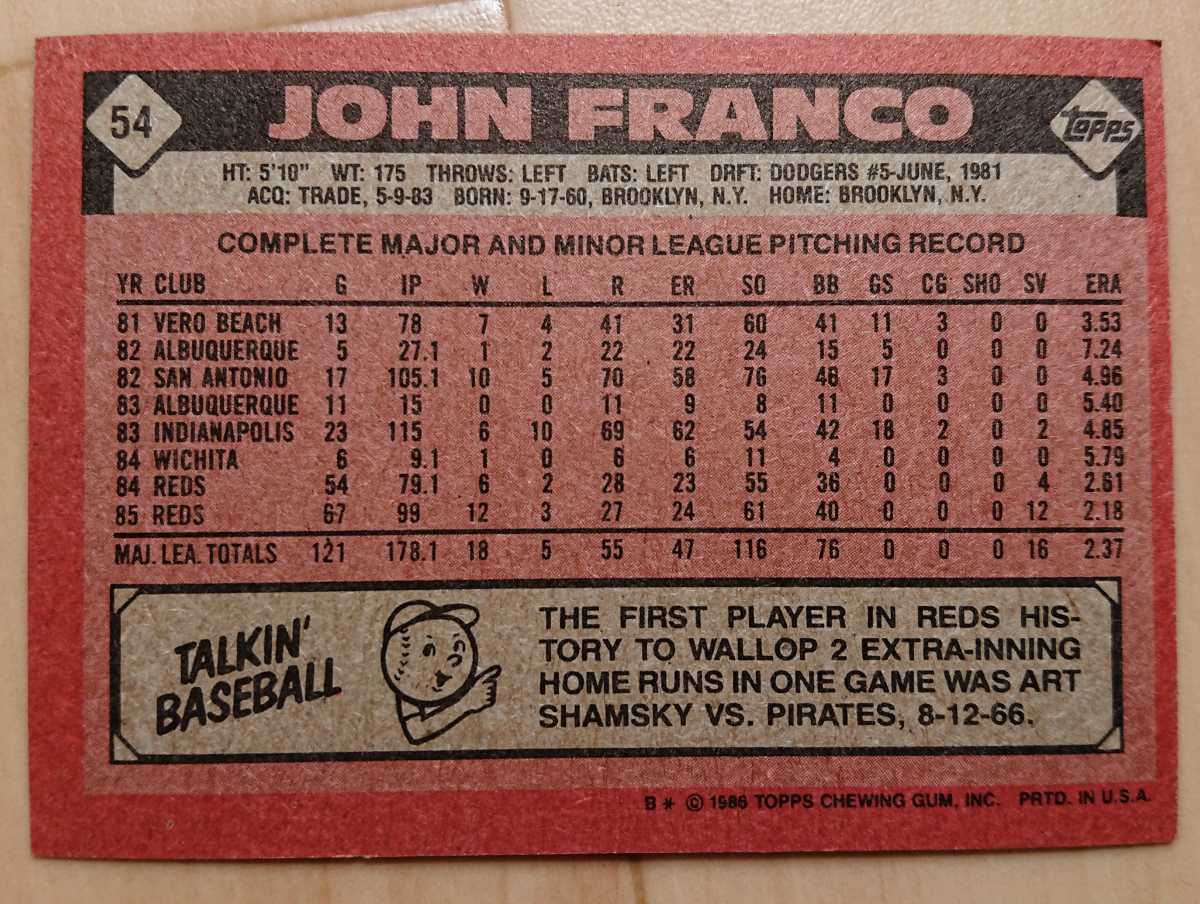 54
JOHN FRANCO
topps
HT: 5'10" WT: 175 THROWS: LEFT BATS: LEFT DRFT: DODGERS #5-JUNE, 1981
ACQ: TRADE, 5-9-83 BORN: 9-17-60, BROOKLYN, N.Y. HOME: BROOKLYN, N.Y.
COMPLETE MAJOR AND MINOR LEAGUE PITCHING RECORD
YR CLUB G IP W L R ER SO BB GS CG SHO SV ERA
81 VERO BEACH 13 78 7 4 41 31 60 41 11 3 0 0 3.53
82 ALBUQUERQUE 5 27.1 1 2 22 22 24 15 5 0 0 0 7.24
82 SAN ANTONIO 17 105.1 10 5 70 58 76 46 17 3 0 0 4.96
83 ALBUQUERQUE 11 15 0 0 11 9 8 11 0 0 0 0 5.40
83 INDIANAPOLIS 23 115 6 10 69 62 54 42 18 2 0 2 4.85
84 WICHITA 6 9.1 1 0 6 6 11 4 0 0 0 0 5.79
84 REDS 54 79.1 6 2 28 23 55 36 0 0 0 4 2.61
85 REDS 67 99 12 3 27 24 61 40 0 0 0 12 2.18
MAJ. LEA. TOTALS 121 178.1 18 5 55 47 116 76 0 0 0 16 2.37
TALKIN'
BASEBALL
THE FIRST PLAYER IN REDS HIS-
TORY TO WALLOP 2 EXTRA-INNING
HOME RUNS IN ONE GAME WAS ART
SHAMSKY VS. PIRATES, 8-12-66.
B* © 1986 TOPPS CHEWING GUM, INC. PRTD. IN U.S.A.